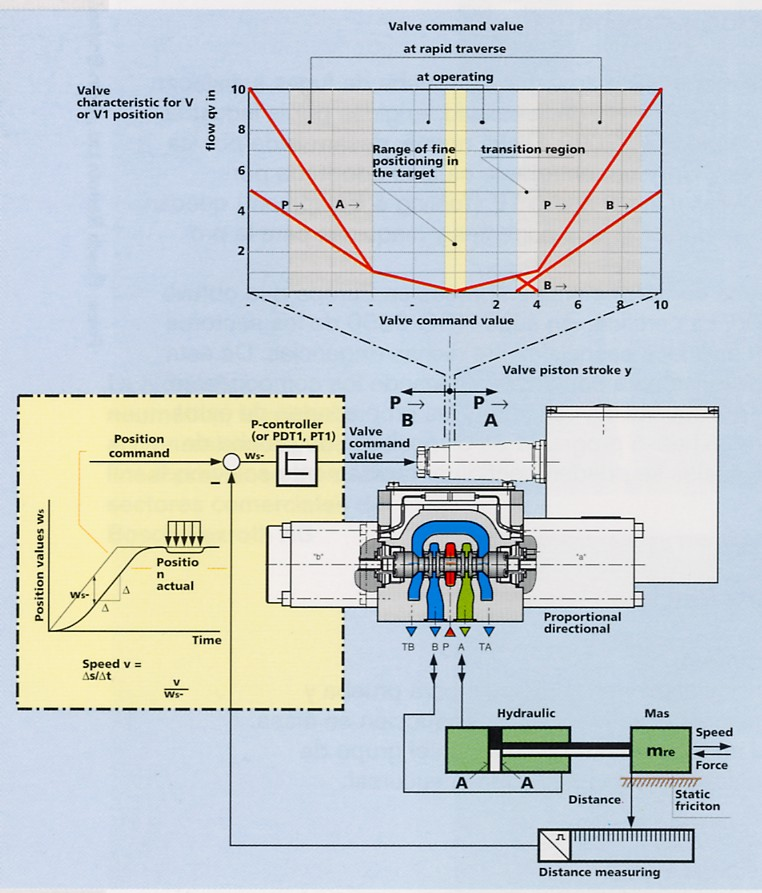 Valve command value
at rapid traverse
at operating
Valve
characteristic for V
or V1 position
flow qv in
10
8
6
4
2
Range of fine
positioning in
the target
transition region
P →
A →
P →
B →
B →
2
4
6
8
10
Valve command value
Valve piston stroke y
P →
B
P →
A
Position
command
ws-
P-controller
(or PDT1, PT1)
Valve
command
value
-
Position values ws
ws-
Δ
Δ
Positio
n
actual
Time
Speed v =
Δs/Δt
v
ws-
"b"
"a"
Proportional
directional
TB
B
P
A
TA
Hydraulic
Mas
mre
Speed
Force
A
A
Distance
Static
friciton
Distance measuring